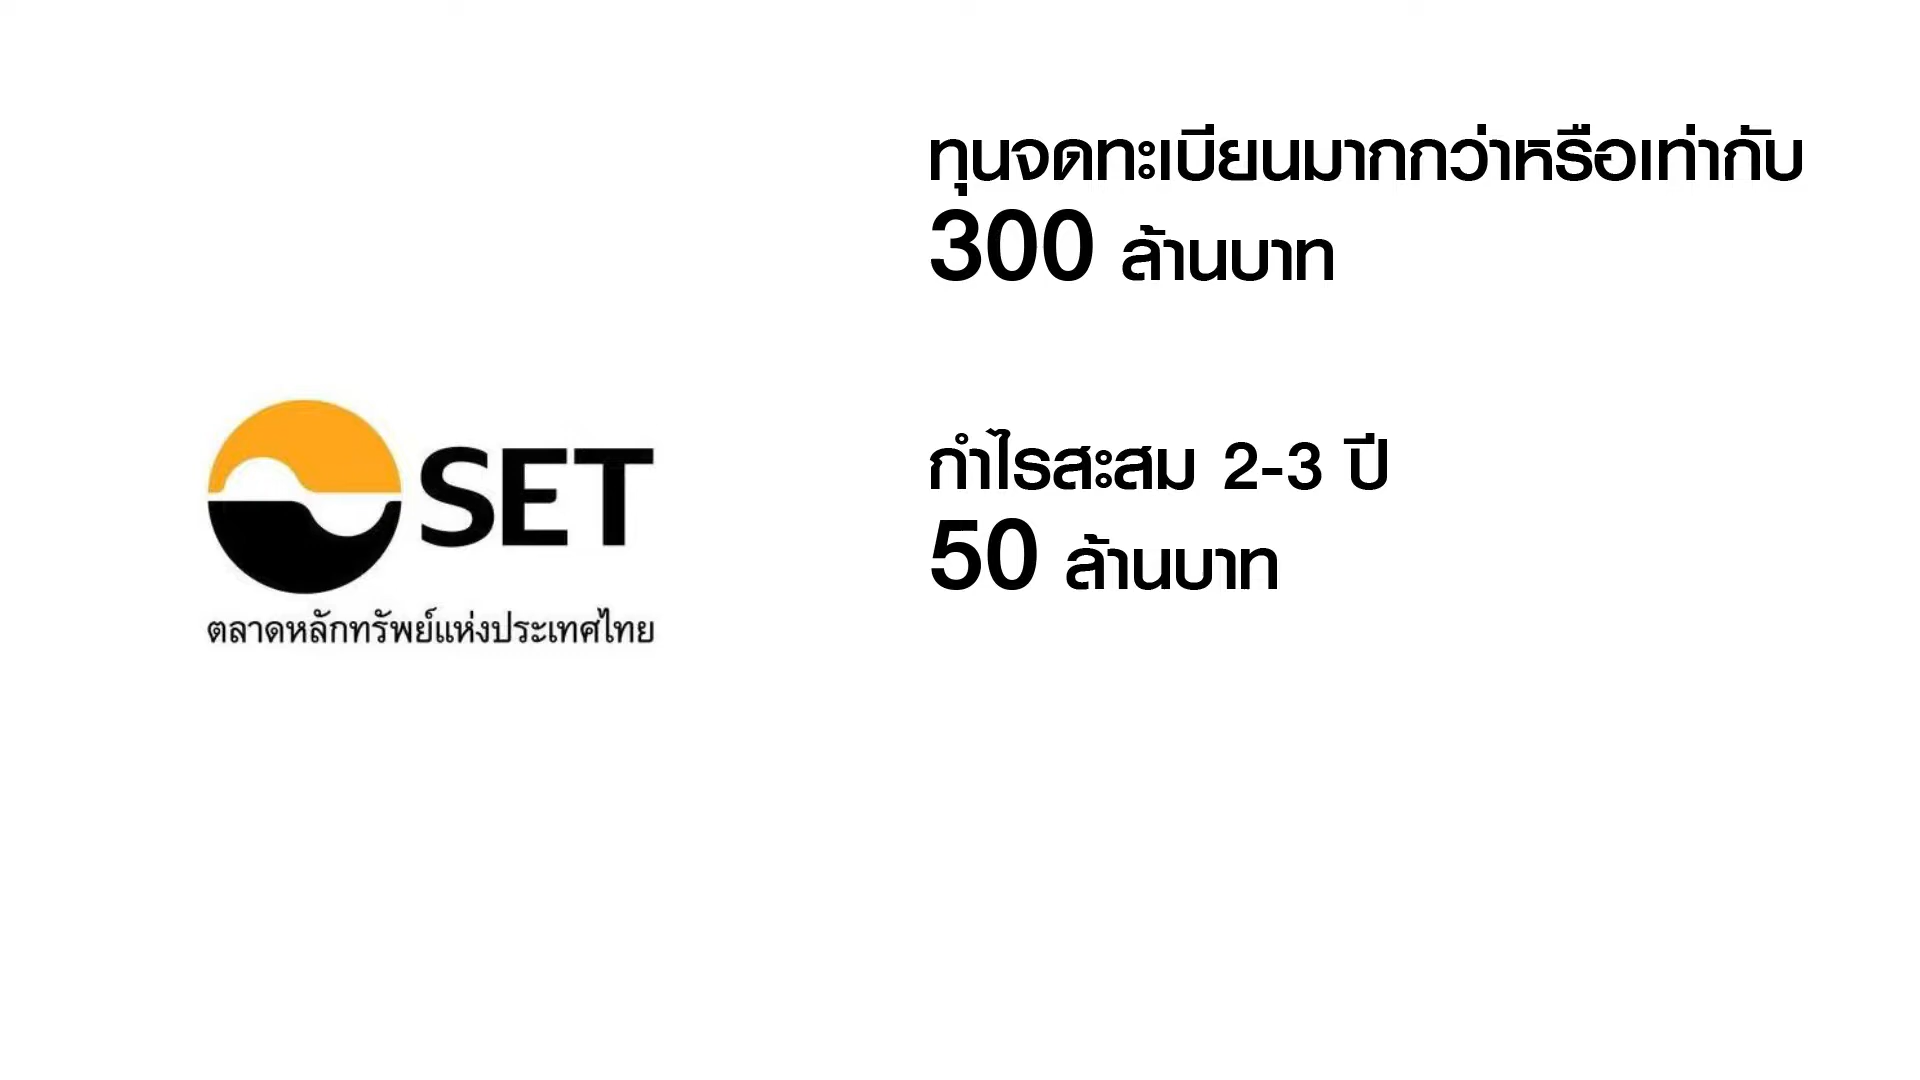 ทุนจดทะเบียนมากกว่าหรือเท่ากับ
300 ล้านบาท
กำไรสะสม 2-3 ปี
50 ล้านบาท
SET
ตลาดหลักทรัพย์แห่งประเทศไทย